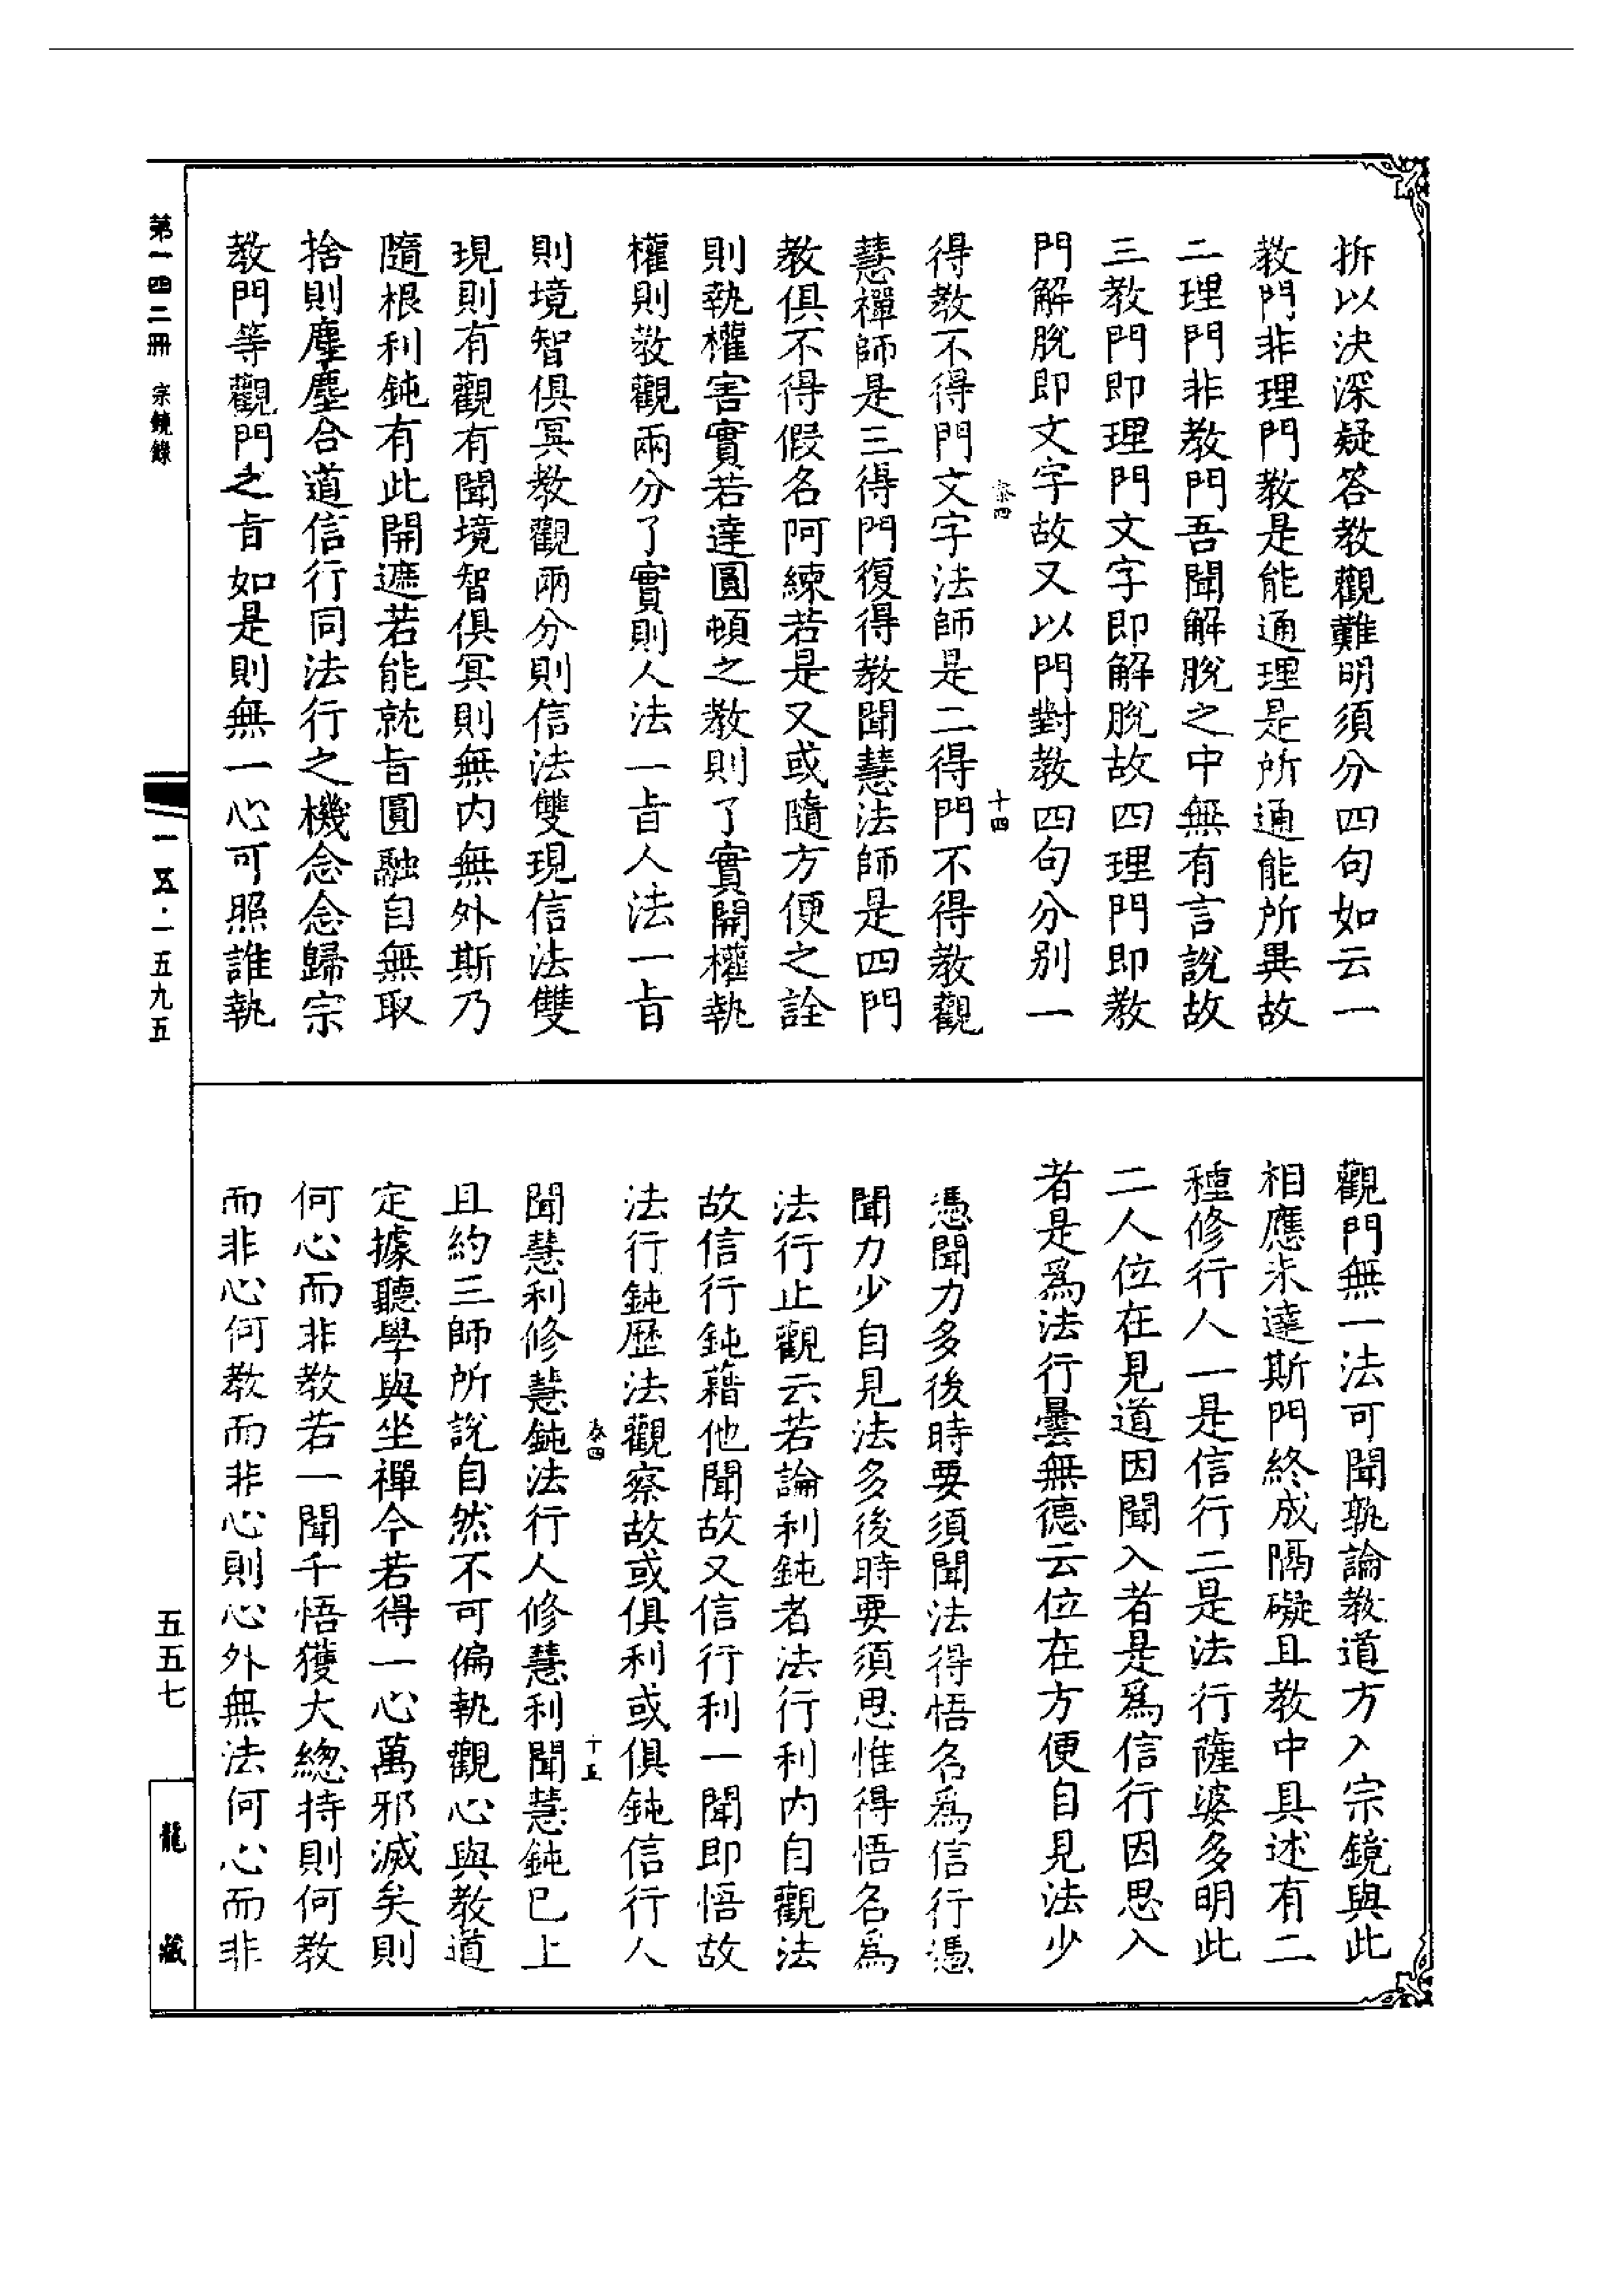 拆以決深疑答教觀難明須分四句如云一
教門非理門教是能通理是所通能所異故
二理門非教門吾聞解脫之中無有言說故
三教門即理門文字即解脫故四理門即教
門解脫即文字故又以門對教四句分別一
泰四
十四
得教不得門文字法師是二得門不得教觀
慧禪師是三得門復得教聞慧法師是四門
教俱不得假名阿練若是又或隨方便之詮
則執權害實若達圓頓之教則了實開權執
權則教觀兩分了實則人法一旨人法一旨
則境智俱冥教觀兩分則信法雙現信法雙
現則有觀有聞境智俱冥則無內無外斯乃
隨根利鈍有此開遮若能就旨圓融自無取
捨則塵塵合道信行同法行之機念念歸宗
教門等觀門之旨如是則無一心可照誰執
觀門無一法可聞孰論教道方入宗鏡與此
相應未達斯門終成隔礙且教中具述有二
種修行人一是信行二是法行薩婆多明此
二人位在見道因聞入者是為信行因思入
者是為法行曇無德云位在方便自見法少
憑聞力多後時要須聞法得悟名為信行憑
聞力少自見法多後時要須思惟得悟名為
法行止觀云若論利鈍者法行利內自觀法
故信行鈍藉他聞故又信行利一聞即悟故
法行鈍歷法觀察故或俱利或俱鈍信行人
泰四
十五
聞慧利修慧鈍法行人修慧利聞慧鈍已上
且約三師所說自然不可偏執觀心與教道
定據聽學與坐禪今若得一心萬邪滅矣則
何心而非教若一聞千悟獲大總持則何教
而非心何教而非心則心外無法何心而非
第一四二冊 宗鏡錄
一五·一五九五
五五七
龍藏